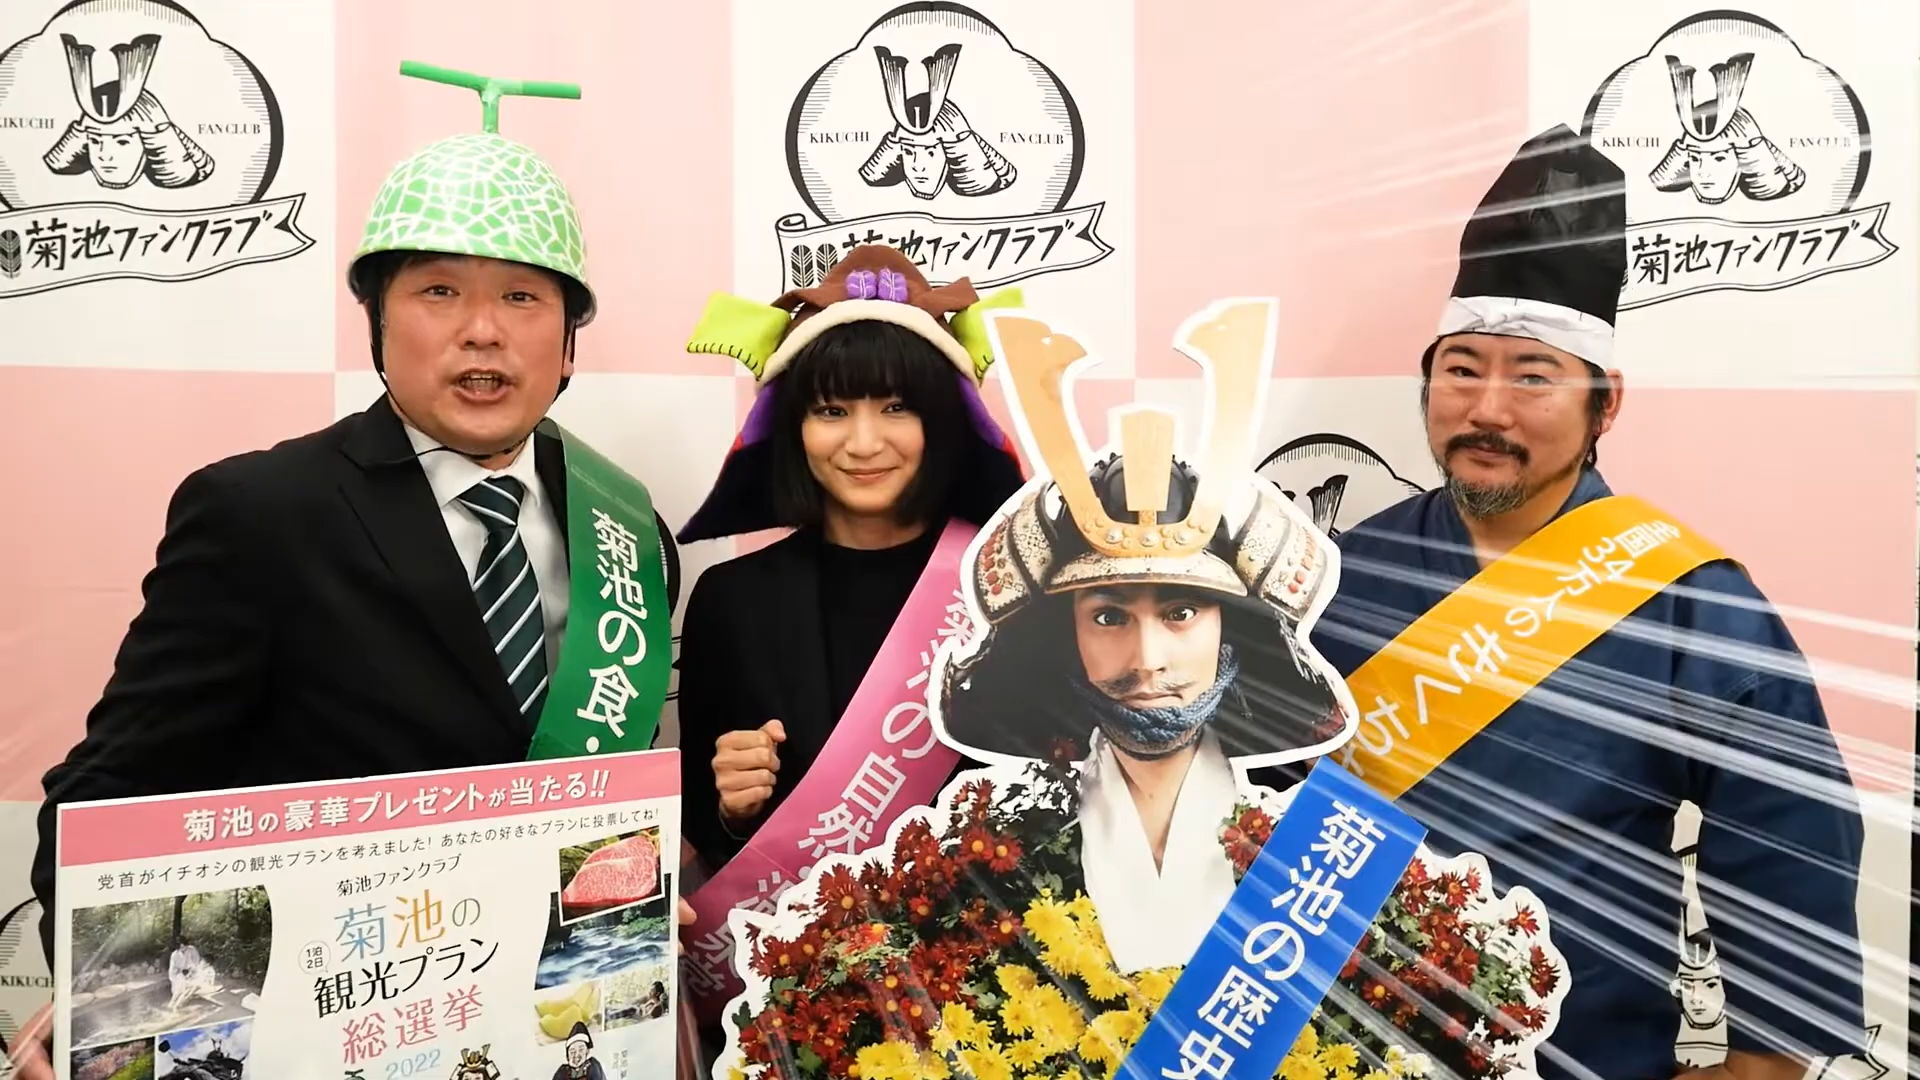 KIKUCHI
FAN CLUB
菊池ファンクラブ
KIKUCHI
FAN CLUB
菊池ファンクラブ
KIKUCHI
FAN CLUB
菊池ファンクラブ
菊池の食・
菊池の自然・
全国34万人のきくち
菊池の歴史
菊池の豪華プレゼントが当たる!!
党首がイチオシの観光プランを考えました!あなたの好きなプランに投票してね!
菊池ファンクラブ
菊池の
1泊2日
観光プラン
総選挙
2022
KIKUCHI